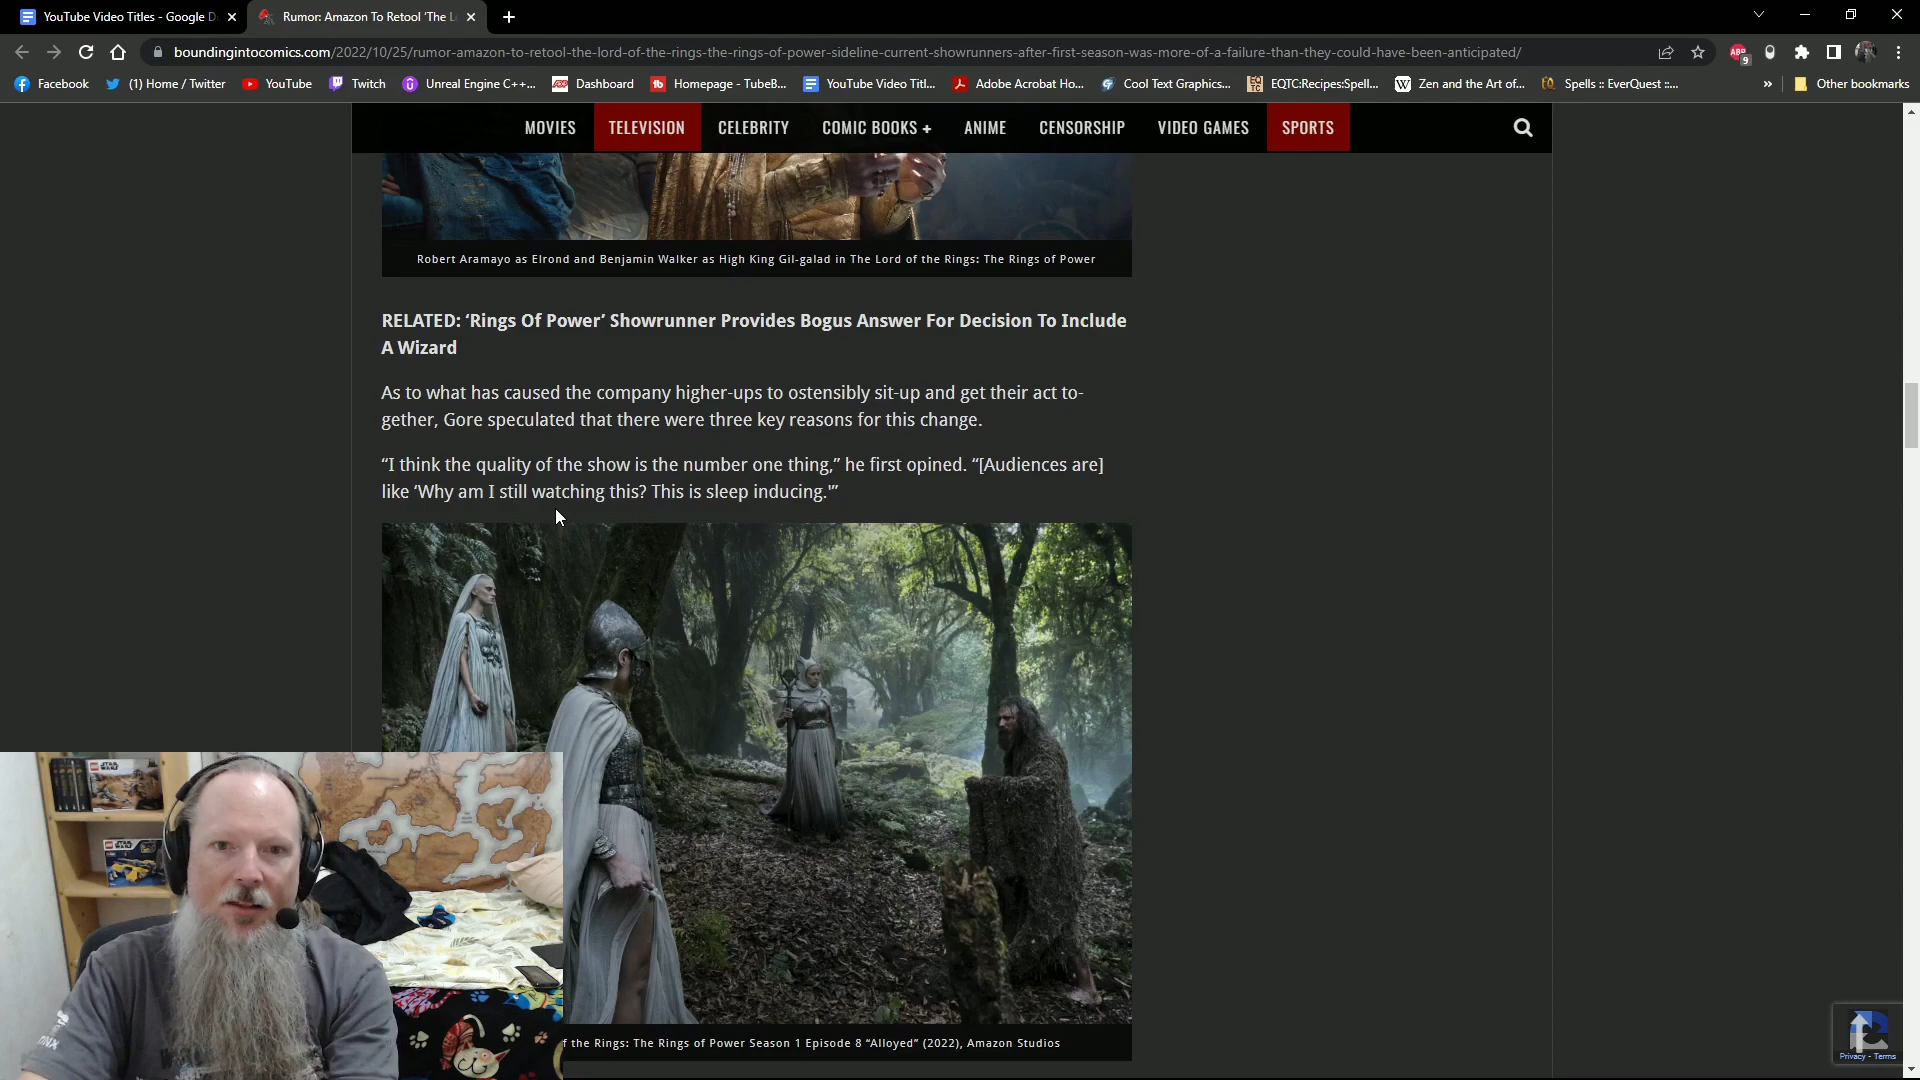 YouTube Video Titles - Google D
Rumor: Amazon To Retool 'The L
boundingintocomics.com/2022/10/25/rumor-amazon-to-retool-the-lord-of-the-rings-the-rings-of-power-sideline-current-showrunners-after-first-season-was-more-of-a-failure-than-they-could-have-been-anticipated/
ABP
9
Facebook
(1) Home / Twitter
YouTube
Twitch
Unreal Engine C++...
Dashboard
Homepage - TubeB...
YouTube Video Titl...
Adobe Acrobat Ho...
Cool Text Graphics...
EQTC:Recipes:Spell...
Zen and the Art of...
Spells :: EverQuest ::...
»
Other bookmarks
MOVIES
TELEVISION
CELEBRITY
COMIC BOOKS +
ANIME
CENSORSHIP
VIDEO GAMES
SPORTS
Robert Aramayo as Elrond and Benjamin Walker as High King Gil-galad in The Lord of the Rings: The Rings of Power
RELATED: ‘Rings Of Power’ Showrunner Provides Bogus Answer For Decision To Include
A Wizard
As to what has caused the company higher-ups to ostensibly sit-up and get their act to-
gether, Gore speculated that there were three key reasons for this change.
“I think the quality of the show is the number one thing,” he first opined. “[Audiences are]
like ‘Why am I still watching this? This is sleep inducing.'”
STAR WARS
STAR WARS
f the Rings: The Rings of Power Season 1 Episode 8 “Alloyed” (2022), Amazon Studios
Privacy - Terms